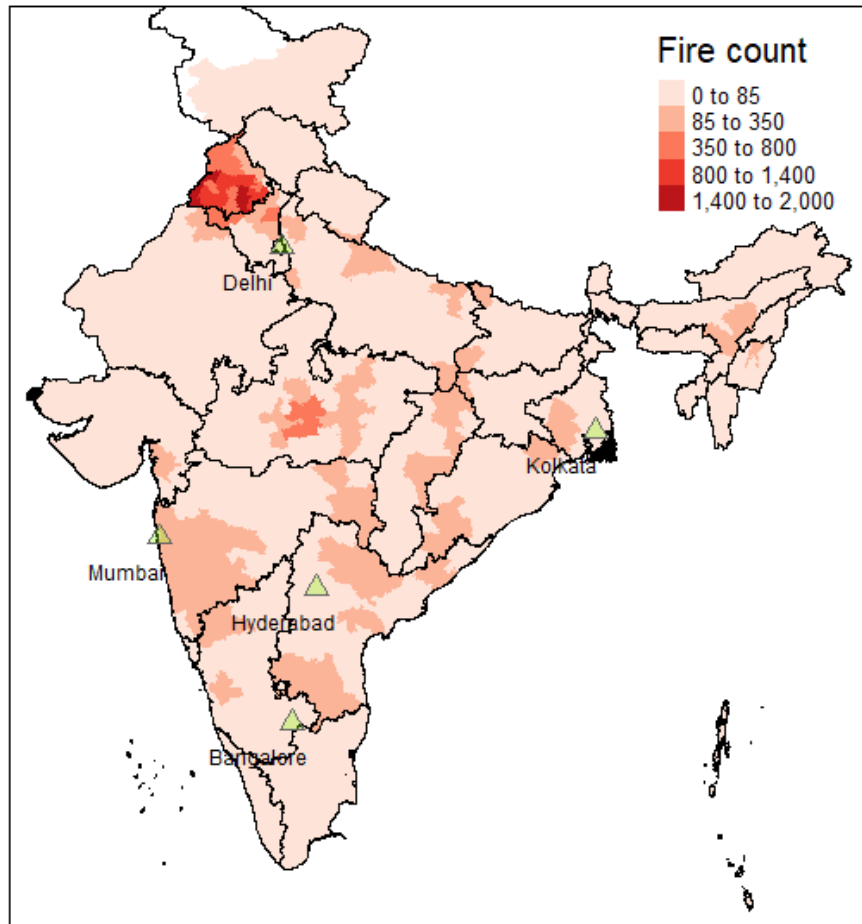 Fire count
0 to 85
85 to 350
350 to 800
800 to 1,400
1,400 to 2,000
Delhi
Kolkata
Mumbai
Hyderabad
Bangalore